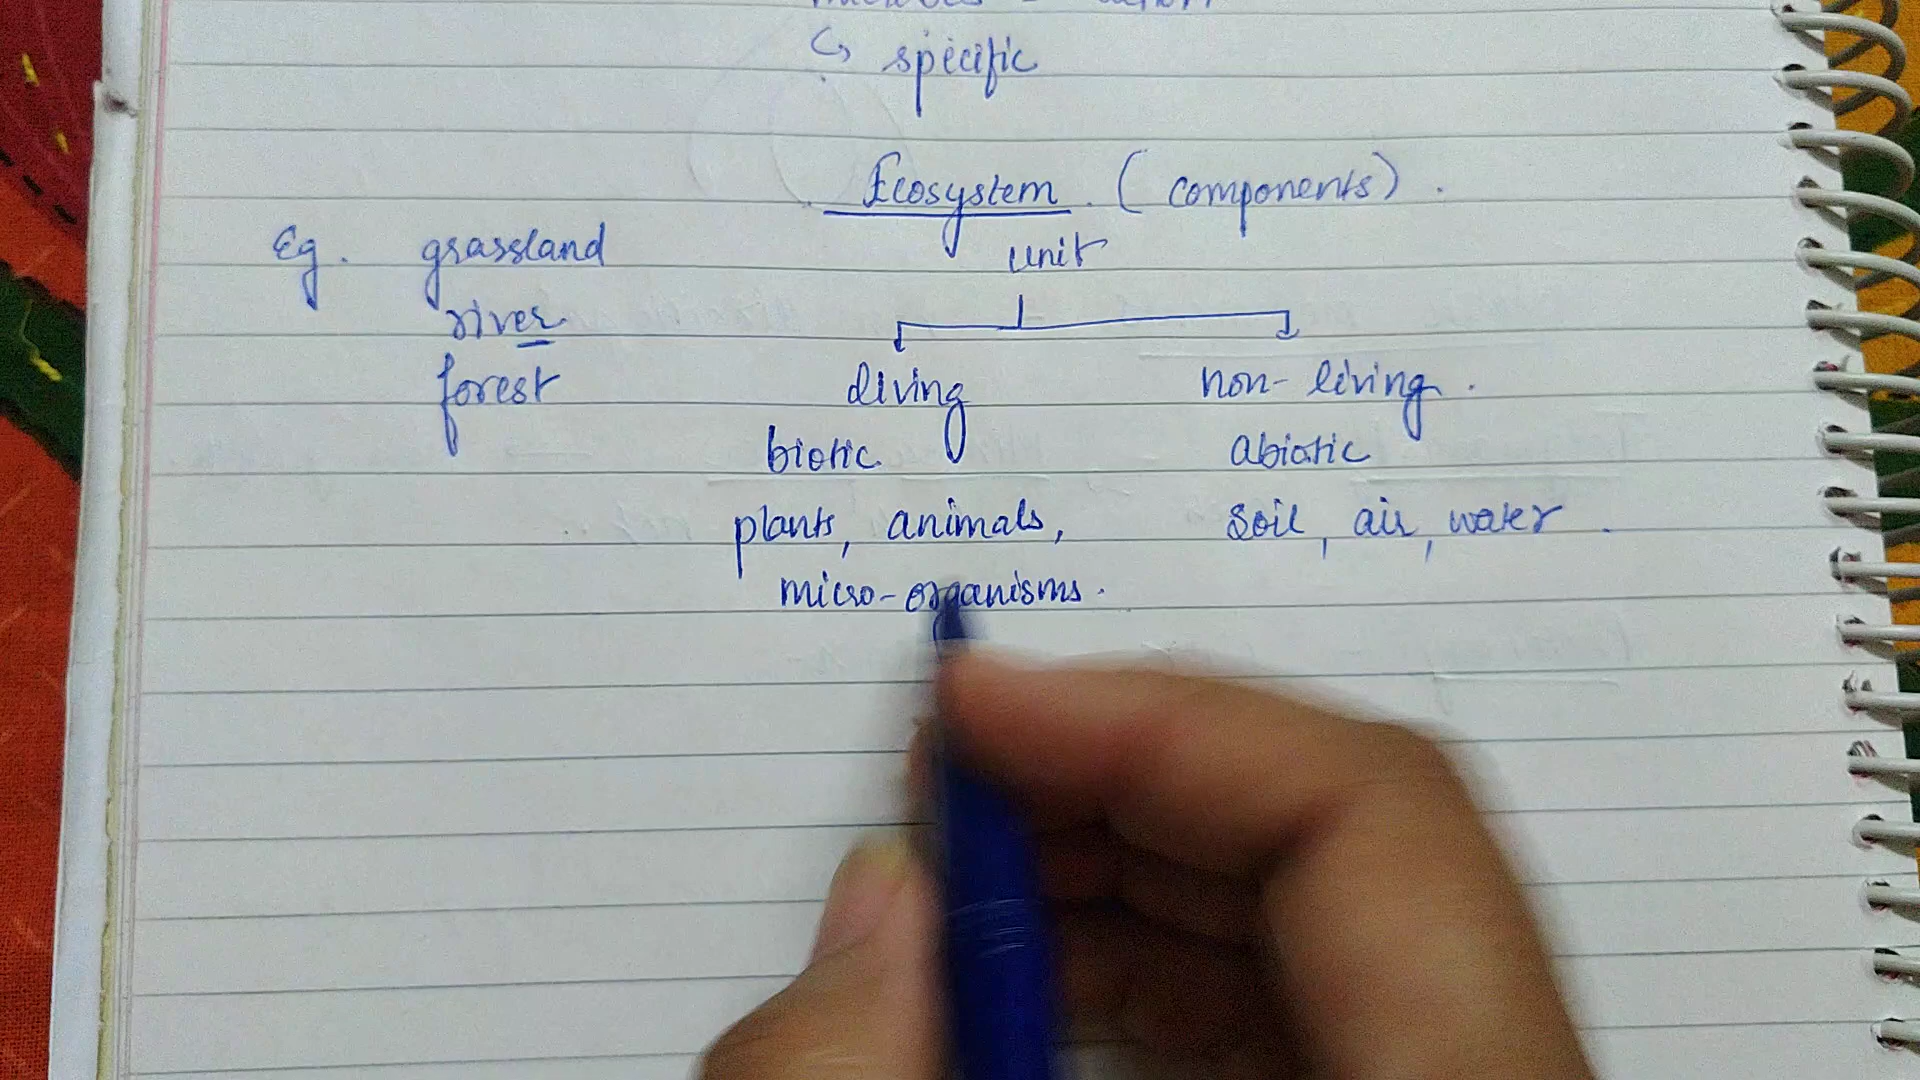 ↳ specific
Ecosystem (components).
unit
Eg. grassland
river
forest
living non-living.
biotic abiotic
plants, animals, soil, air, water.
micro-organisms.